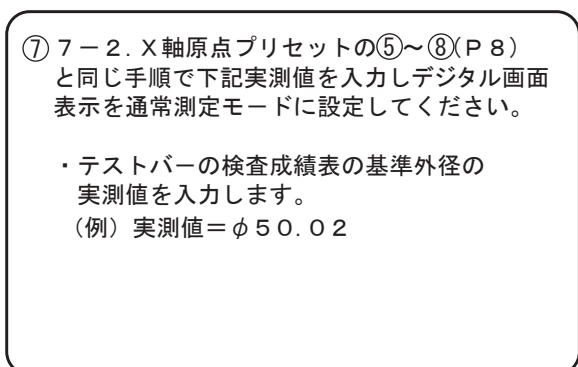 ⑦７－２．Ｘ軸原点プリセットの⑤～⑧(Ｐ８)
と同じ手順で下記実測値を入力しデジタル画面
表示を通常測定モードに設定してください。
・テストバーの検査成績表の基準外径の
実測値を入力します。
（例）実測値＝φ５０．０２